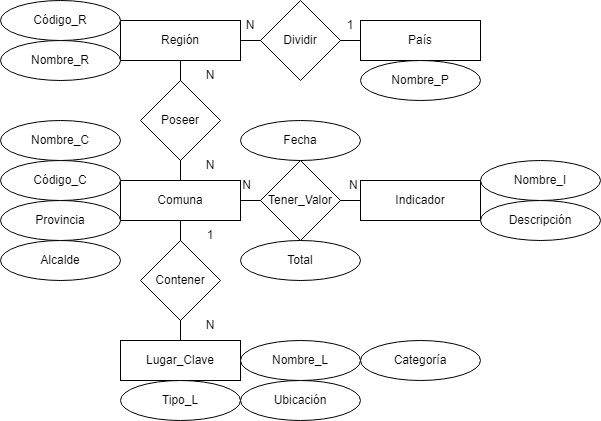 Código_R
N
1
Región
Dividir
País
Nombre_R
N
Nombre_P
Poseer
Nombre_C
Fecha
N
Código_C
N
N
Nombre_I
Comuna
Tener_Valor
Indicador
Provincia
Descripción
1
Alcalde
Total
Contener
N
Lugar_Clave
Nombre_L
Categoría
Tipo_L
Ubicación